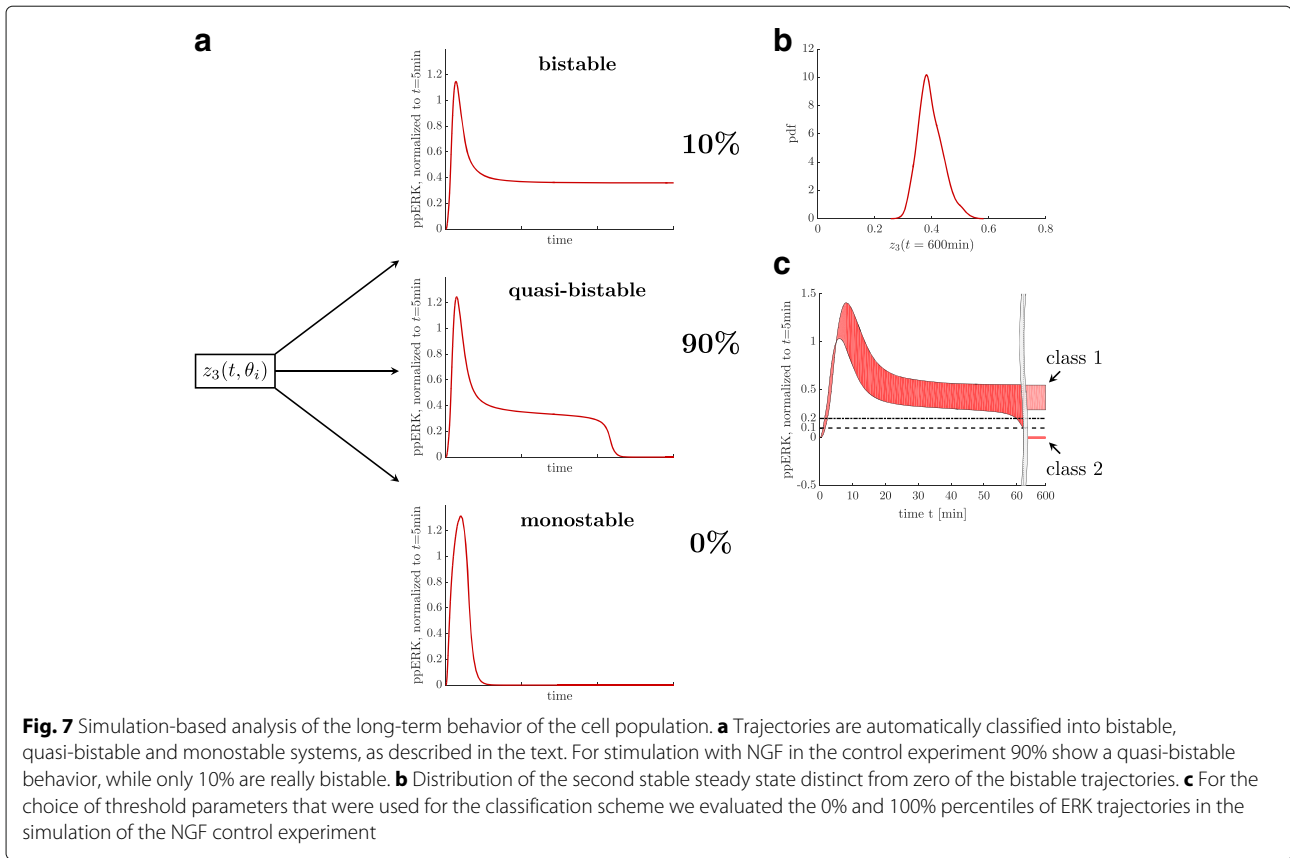 a
bistable
ppERK, normalized to t=5min
1.2
1
0.8
0.6
0.4
0.2
0
time
10%
quasi-bistable
ppERK, normalized to t=5min
1.2
1
0.8
0.6
0.4
0.2
0
time
90%
z₃(t, θᵢ)
monostable
ppERK, normalized to t=5min
1.2
1
0.8
0.6
0.4
0.2
0
time
0%
b
pdf
12
10
8
6
4
2
0
0 0.2 0.4 0.6 0.8
z₃(t = 600min)
c
ppERK, normalized to t=5min
1.5
1
0.5
0.2
0.1
0
-0.5
0 10 20 30 40 50 60 600
time t [min]
class 1
class 2
Fig. 7 Simulation-based analysis of the long-term behavior of the cell population. a Trajectories are automatically classified into bistable,
quasi-bistable and monostable systems, as described in the text. For stimulation with NGF in the control experiment 90% show a quasi-bistable
behavior, while only 10% are really bistable. b Distribution of the second stable steady state distinct from zero of the bistable trajectories. c For the
choice of threshold parameters that were used for the classification scheme we evaluated the 0% and 100% percentiles of ERK trajectories in the
simulation of the NGF control experiment